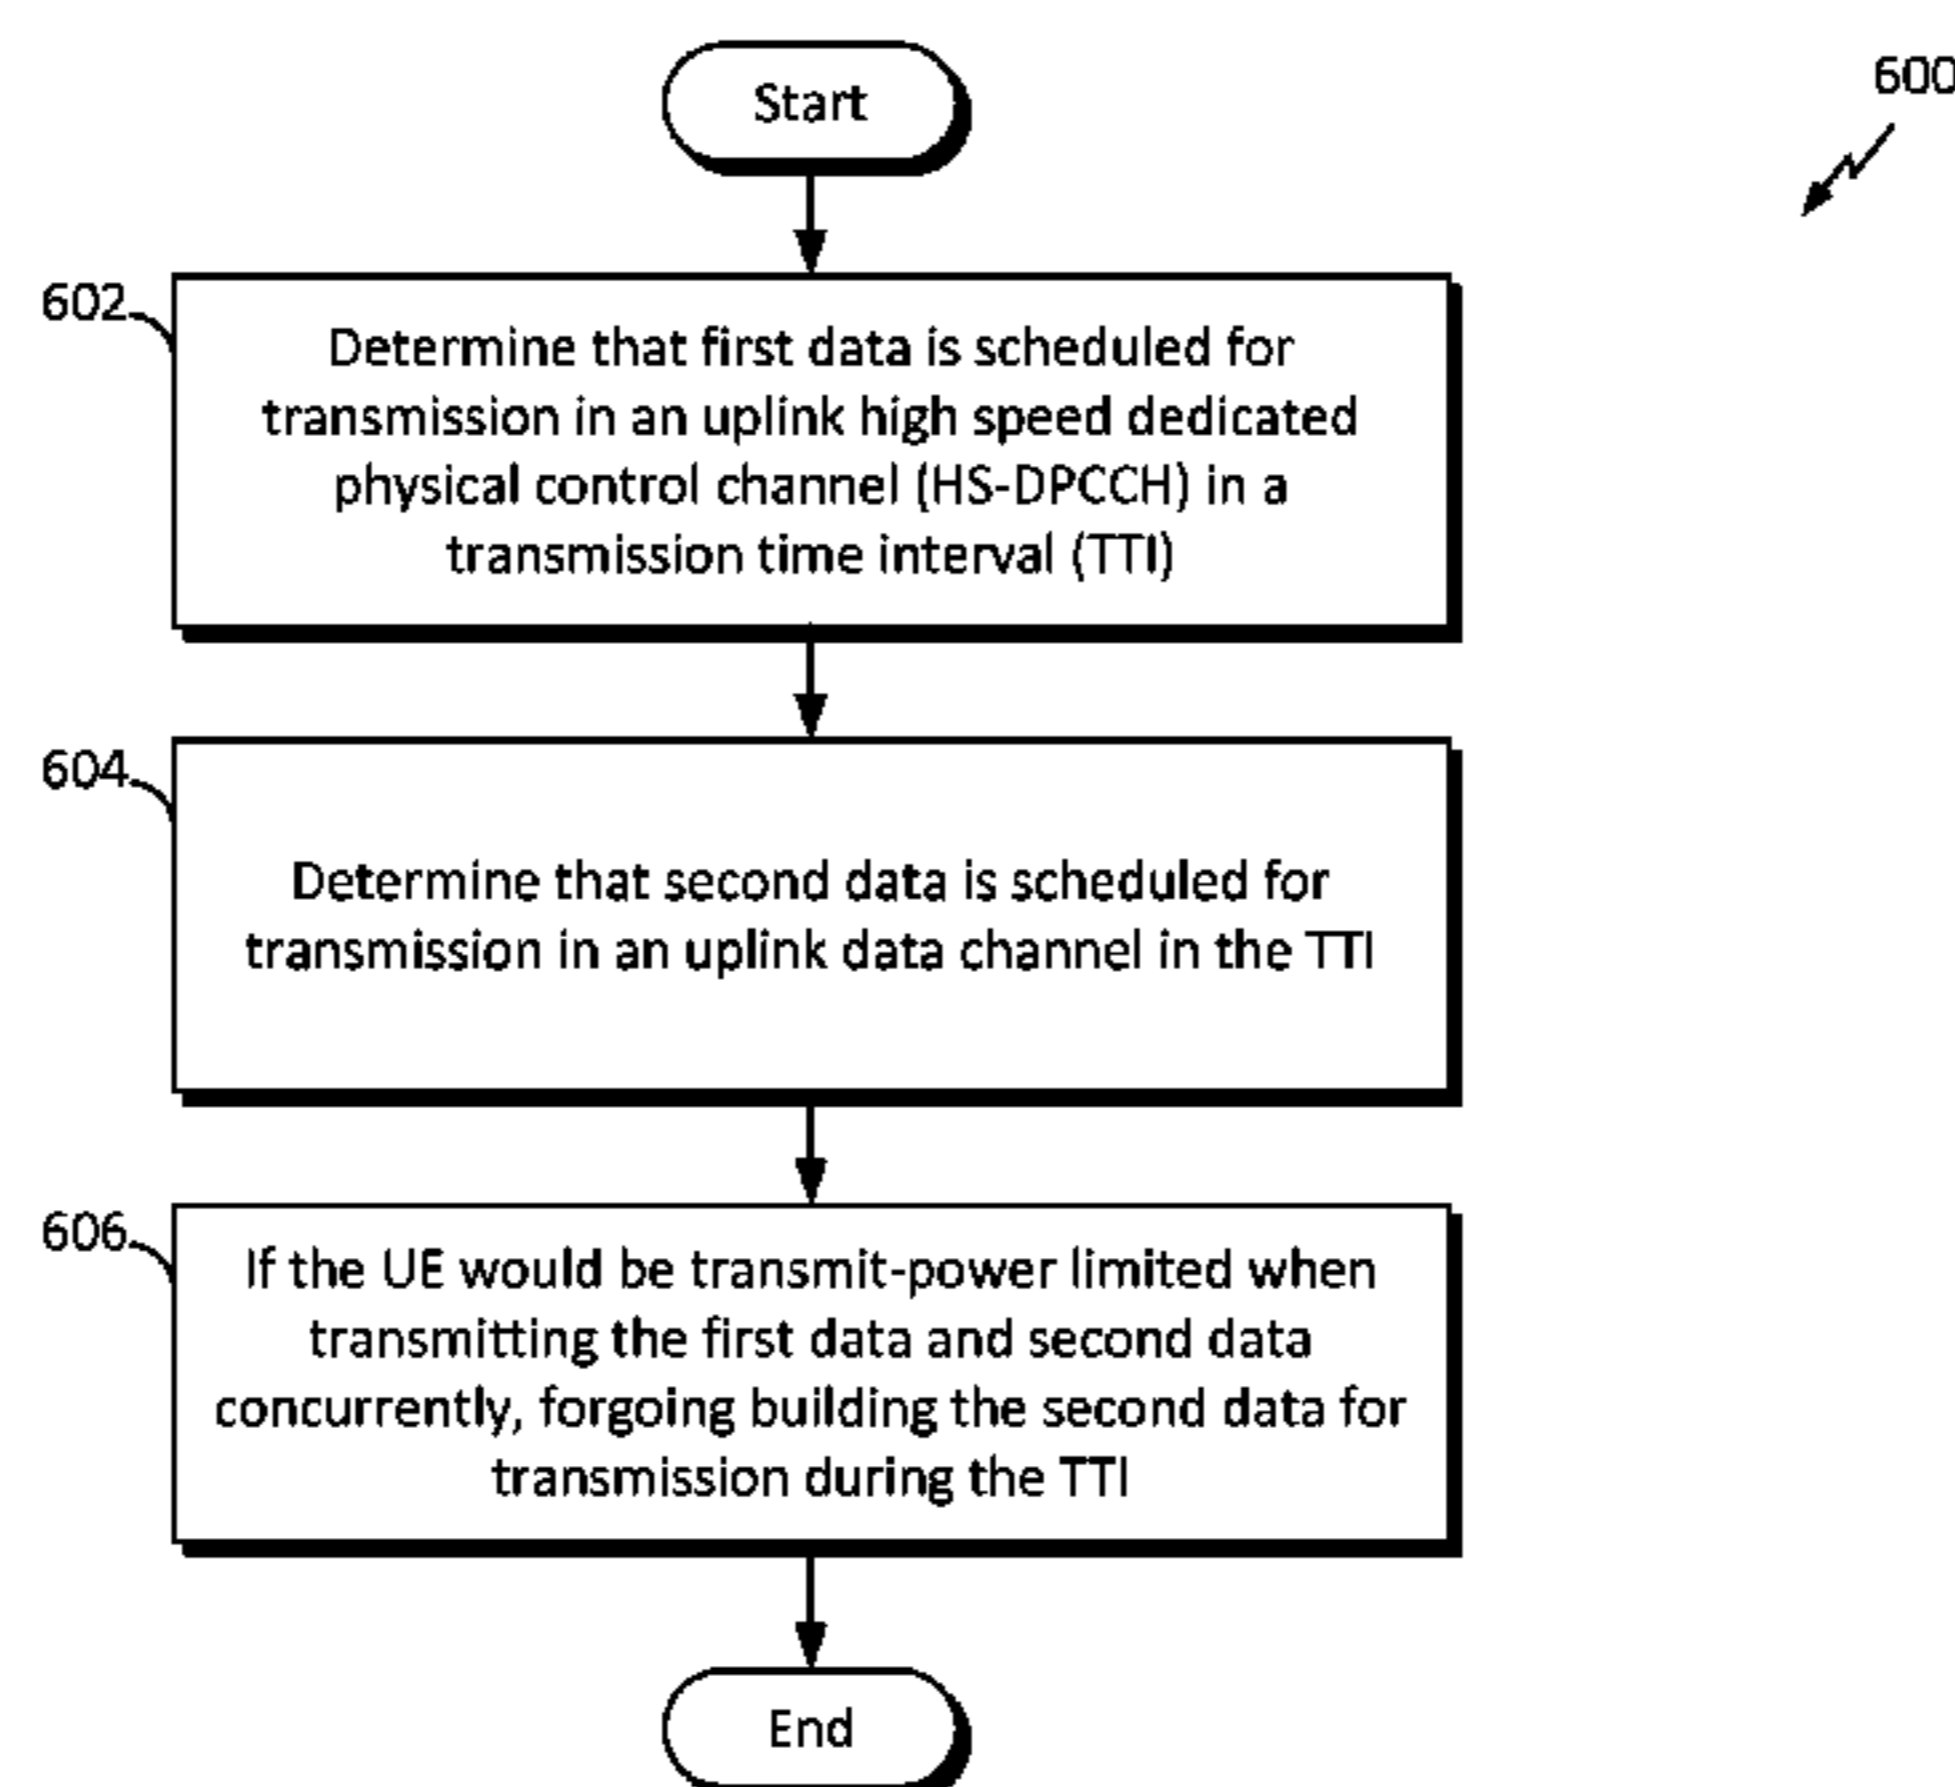 Start
600
602
Determine that first data is scheduled for
transmission in an uplink high speed dedicated
physical control channel (HS-DPCCH) in a
transmission time interval (TTI)
604
Determine that second data is scheduled for
transmission in an uplink data channel in the TTI
606
If the UE would be transmit-power limited when
transmitting the first data and second data
concurrently, forgoing building the second data for
transmission during the TTI
End